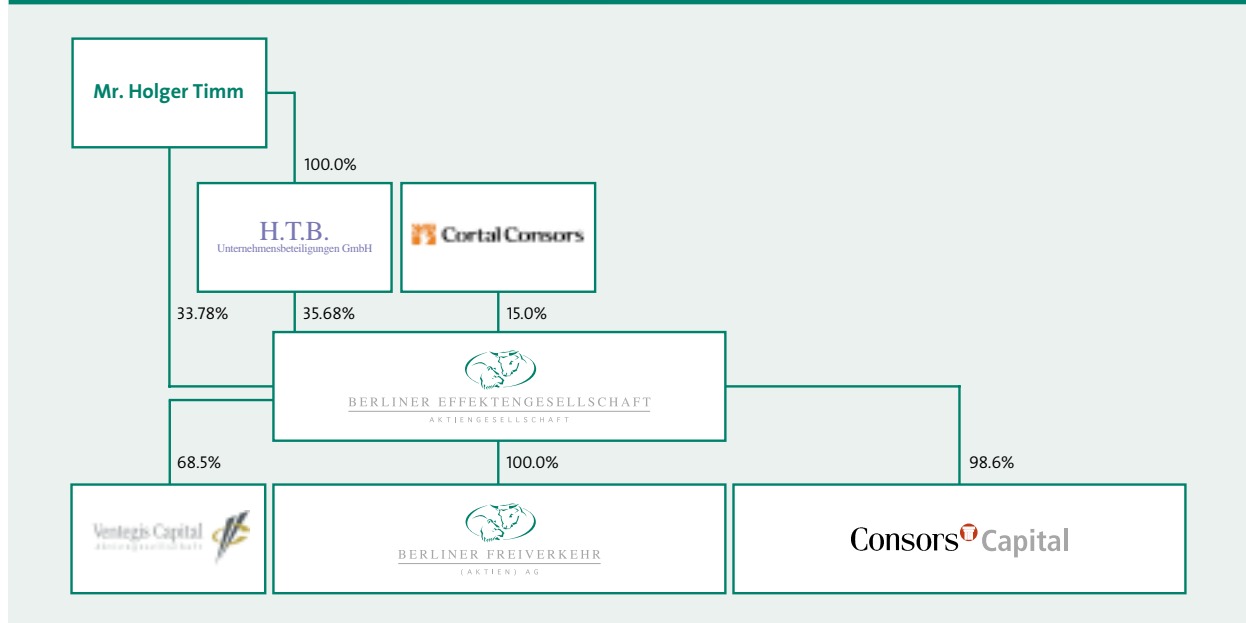 Mr. Holger Timm
100.0%
H.T.B.
Unternehmensbeteiligungen GmbH
Cortal Consors
33.78%
35.68%
15.0%
BERLINER EFFEKTENGESELLSCHAFT
AKTIENGESELLSCHAFT
68.5%
100.0%
98.6%
Ventegis Capital
Aktiengesellschaft
BERLINER FREIVERKEHR
(AKTIEN) AG
Consors Capital